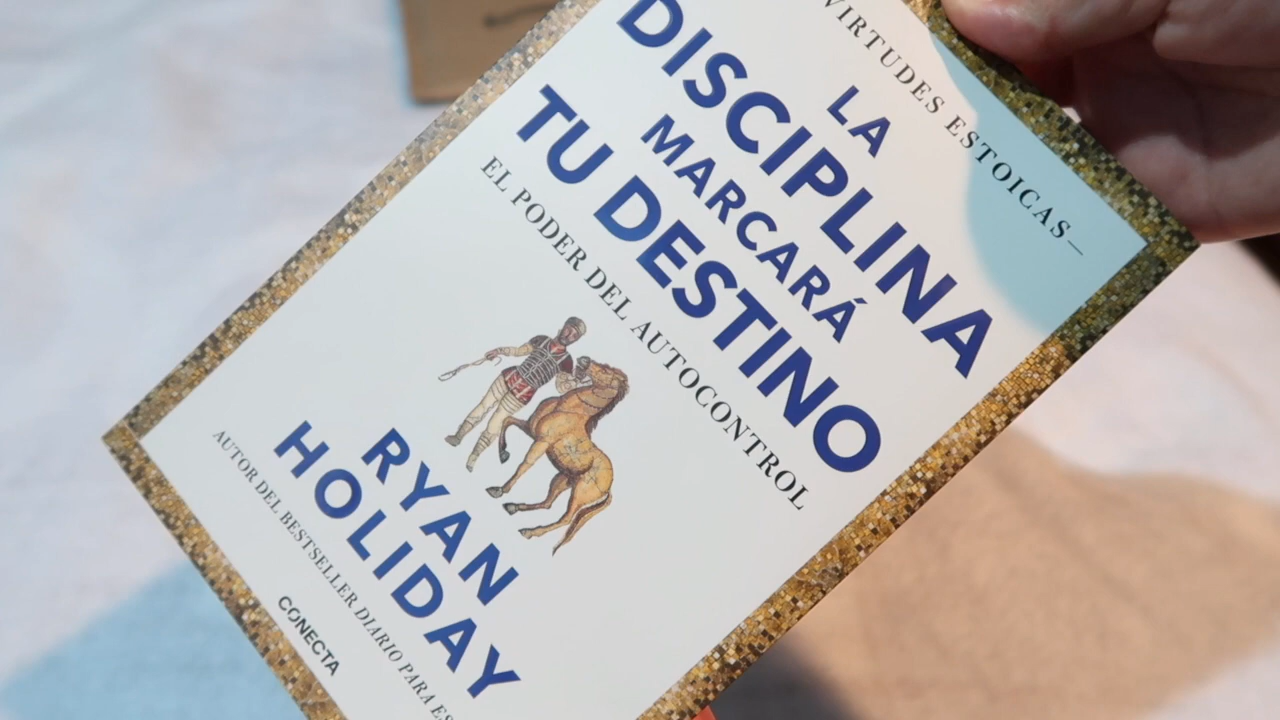 VIRTUDES ESTOICAS—
LA
DISCIPLINA
MARCARÁ
TU DESTINO
EL PODER DEL AUTOCONTROL
RYAN
HOLIDAY
AUTOR DEL BESTSELLER DIARIO PARA
CONECTA